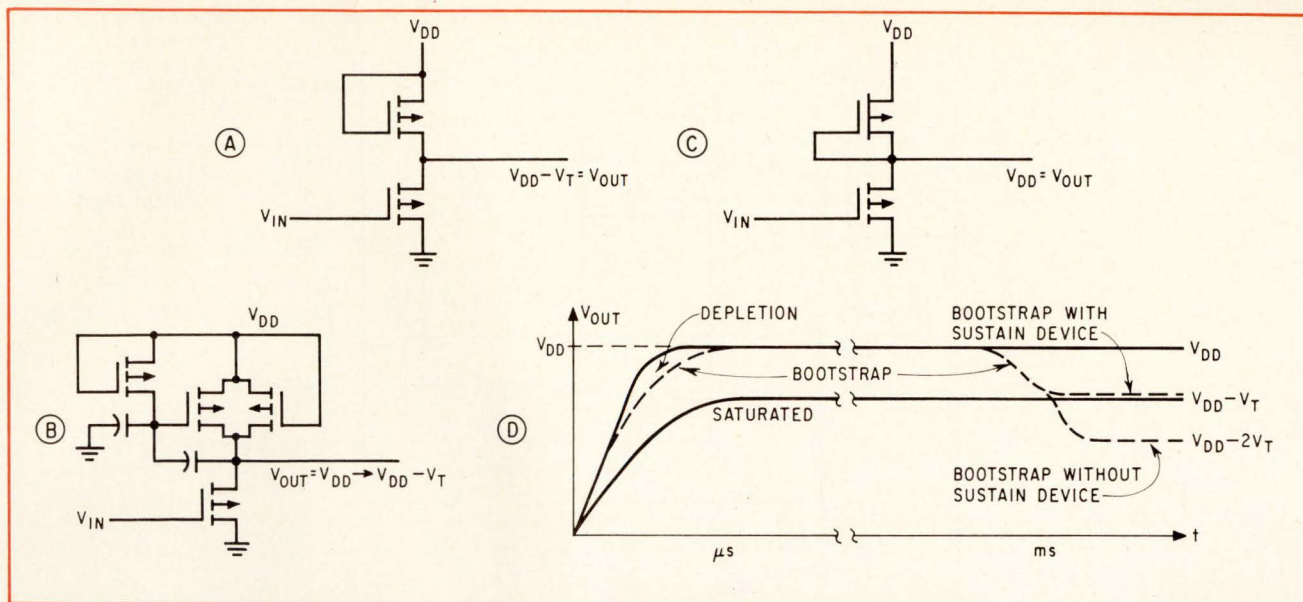 V_DD
A
V_DD – V_T = V_OUT
V_IN
V_DD
C
V_DD = V_OUT
V_IN
V_DD
B
V_OUT = V_DD → V_DD – V_T
V_IN
D
V_OUT
V_DD
DEPLETION
BOOTSTRAP
SATURATED
BOOTSTRAP WITH
SUSTAIN DEVICE
V_DD
V_DD – V_T
V_DD – 2V_T
BOOTSTRAP WITHOUT
SUSTAIN DEVICE
t
μs
ms